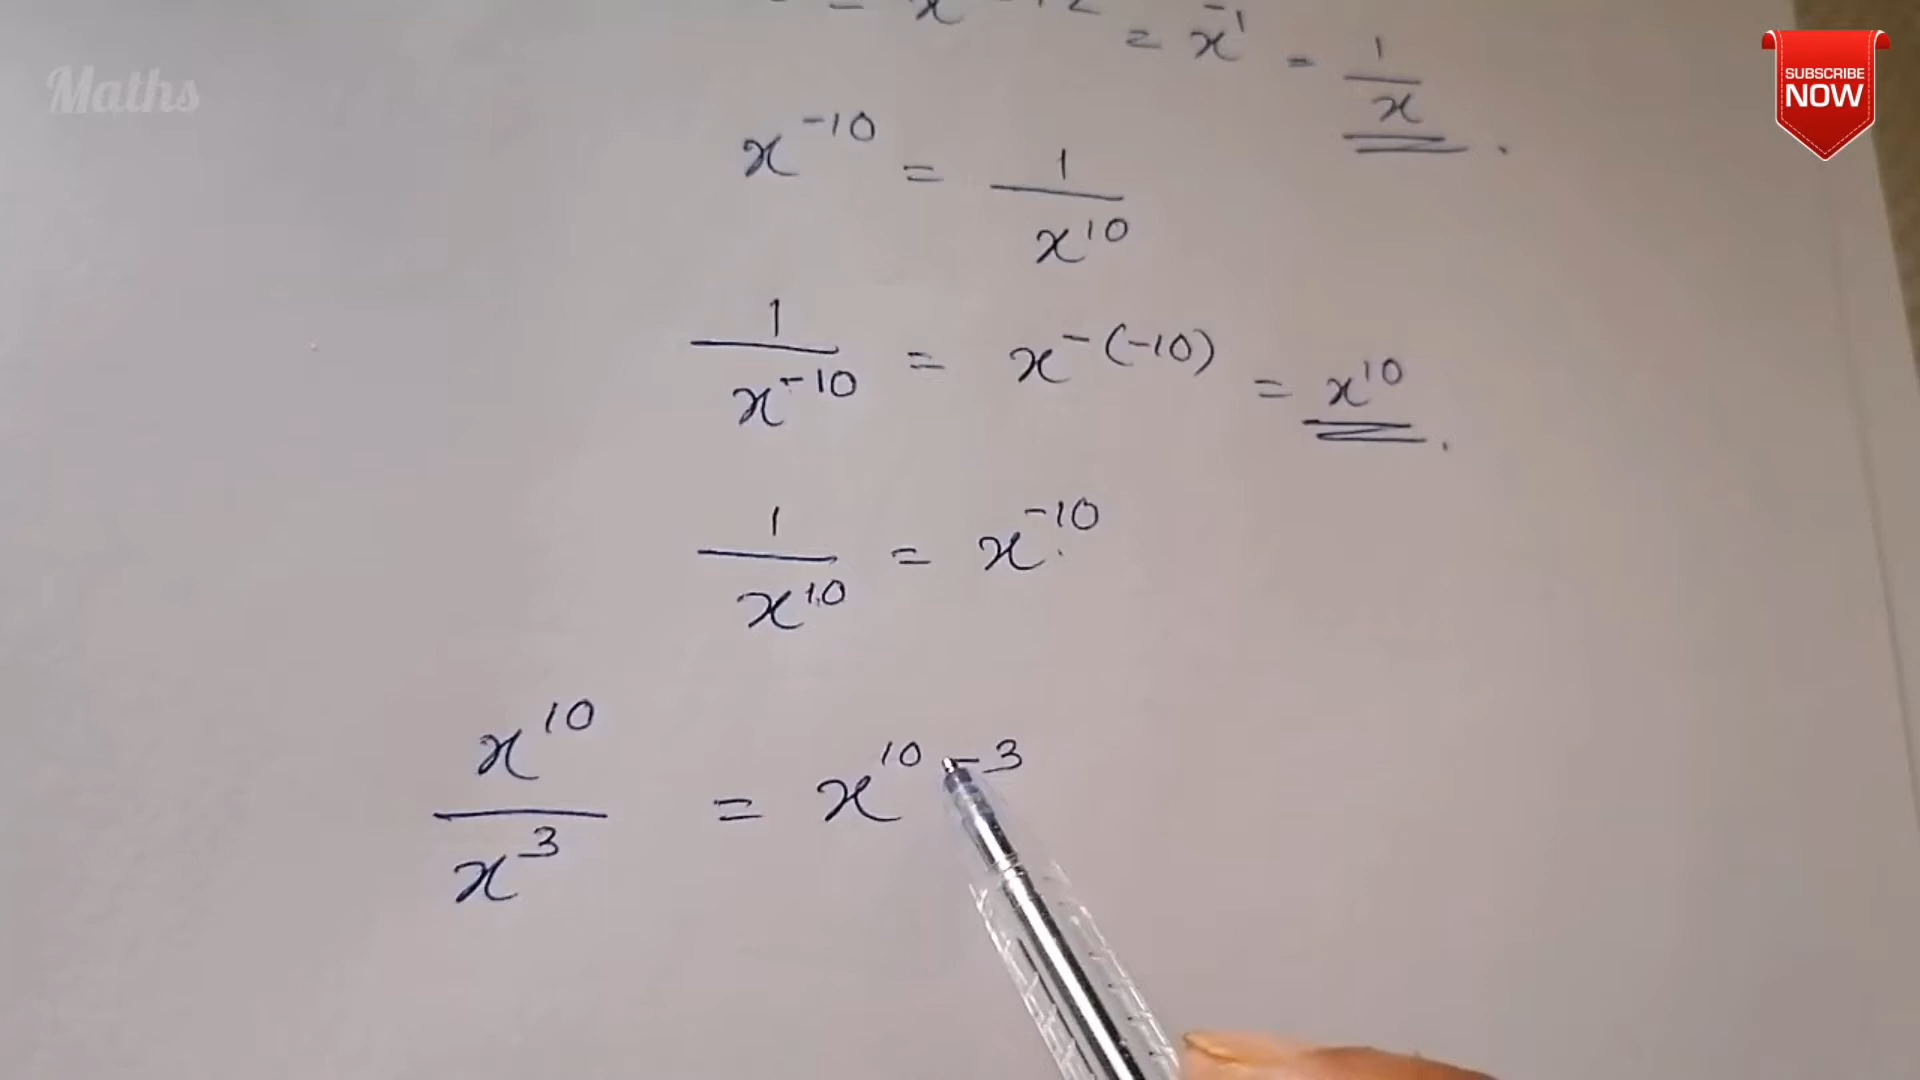 = x⁻¹ = 1/x .
Maths
SUBSCRIBE
NOW
x⁻¹⁰ = 1/x¹⁰
1/x⁻¹⁰ = x⁻⁽⁻¹⁰⁾ = x¹⁰ .
1/x¹⁰ = x⁻¹⁰
x¹⁰/x³ = x¹⁰⁻³